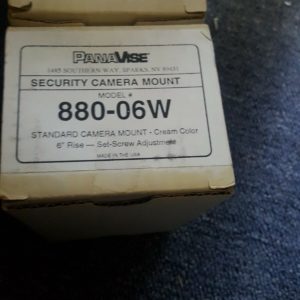 PANAVISE
1485 SOUTHERN WAY, SPARKS, NV 89431
SECURITY CAMERA MOUNT
MODEL #
880-06W
STANDARD CAMERA MOUNT - Cream Color
6" Rise — Set-Screw Adjustment
MADE IN THE USA